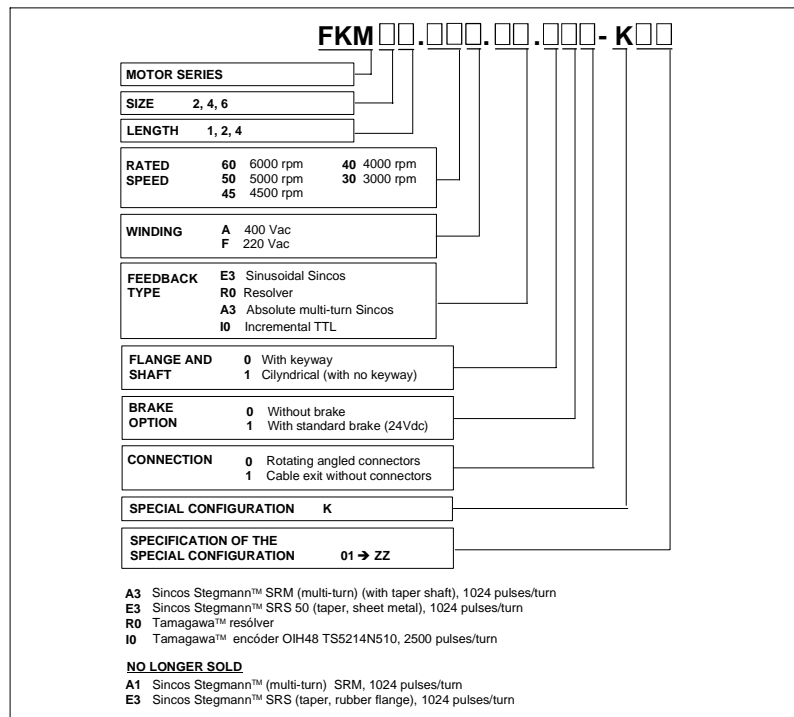 FKM□□.□□□.□□.□□□- K□□
MOTOR SERIES
SIZE 2, 4, 6
LENGTH 1, 2, 4
RATED SPEED
60 6000 rpm 40 4000 rpm
50 5000 rpm 30 3000 rpm
45 4500 rpm
WINDING
A 400 Vac
F 220 Vac
FEEDBACK TYPE
E3 Sinusoidal Sincos
R0 Resolver
A3 Absolute multi-turn Sincos
I0 Incremental TTL
FLANGE AND SHAFT
0 With keyway
1 Cilyndrical (with no keyway)
BRAKE OPTION
0 Without brake
1 With standard brake (24Vdc)
CONNECTION
0 Rotating angled connectors
1 Cable exit without connectors
SPECIAL CONFIGURATION K
SPECIFICATION OF THE
SPECIAL CONFIGURATION 01 ➔ ZZ
A3 Sincos Stegmann™ SRM (multi-turn) (with taper shaft), 1024 pulses/turn
E3 Sincos Stegmann™ SRS 50 (taper, sheet metal), 1024 pulses/turn
R0 Tamagawa™ resólver
I0 Tamagawa™ encóder OIH48 TS5214N510, 2500 pulses/turn
NO LONGER SOLD
A1 Sincos Stegmann™ (multi-turn) SRM, 1024 pulses/turn
E3 Sincos Stegmann™ SRS (taper, rubber flange), 1024 pulses/turn